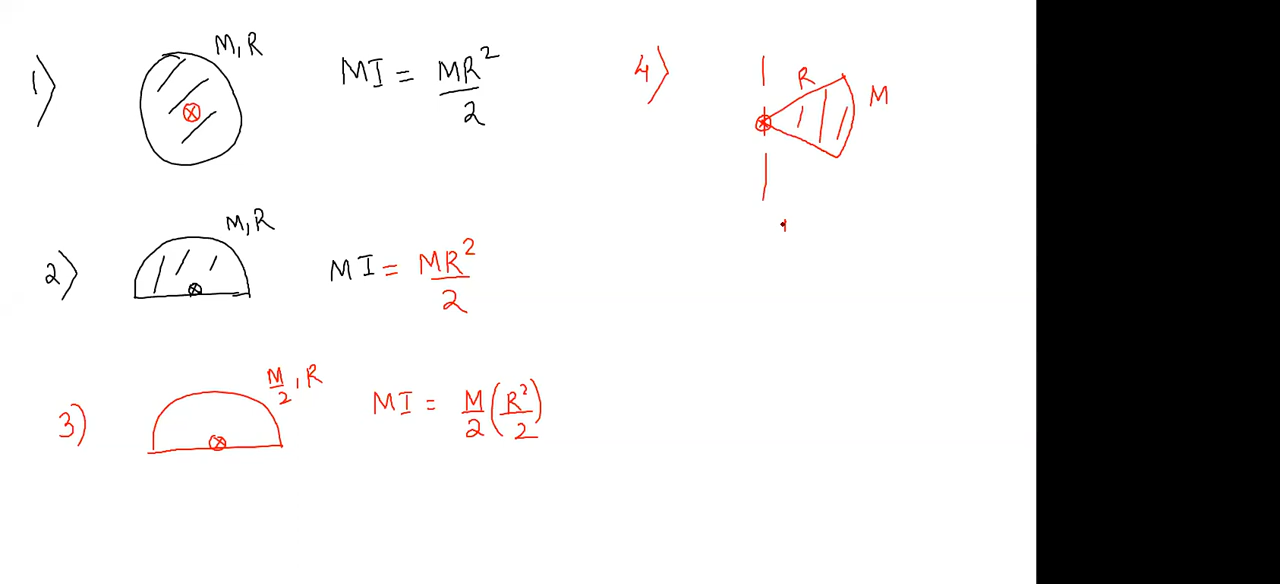 1) M, R MI = MR²/2
2) M, R MI = MR²/2
3) M/2, R MI = M/2 (R²/2)
4) R M